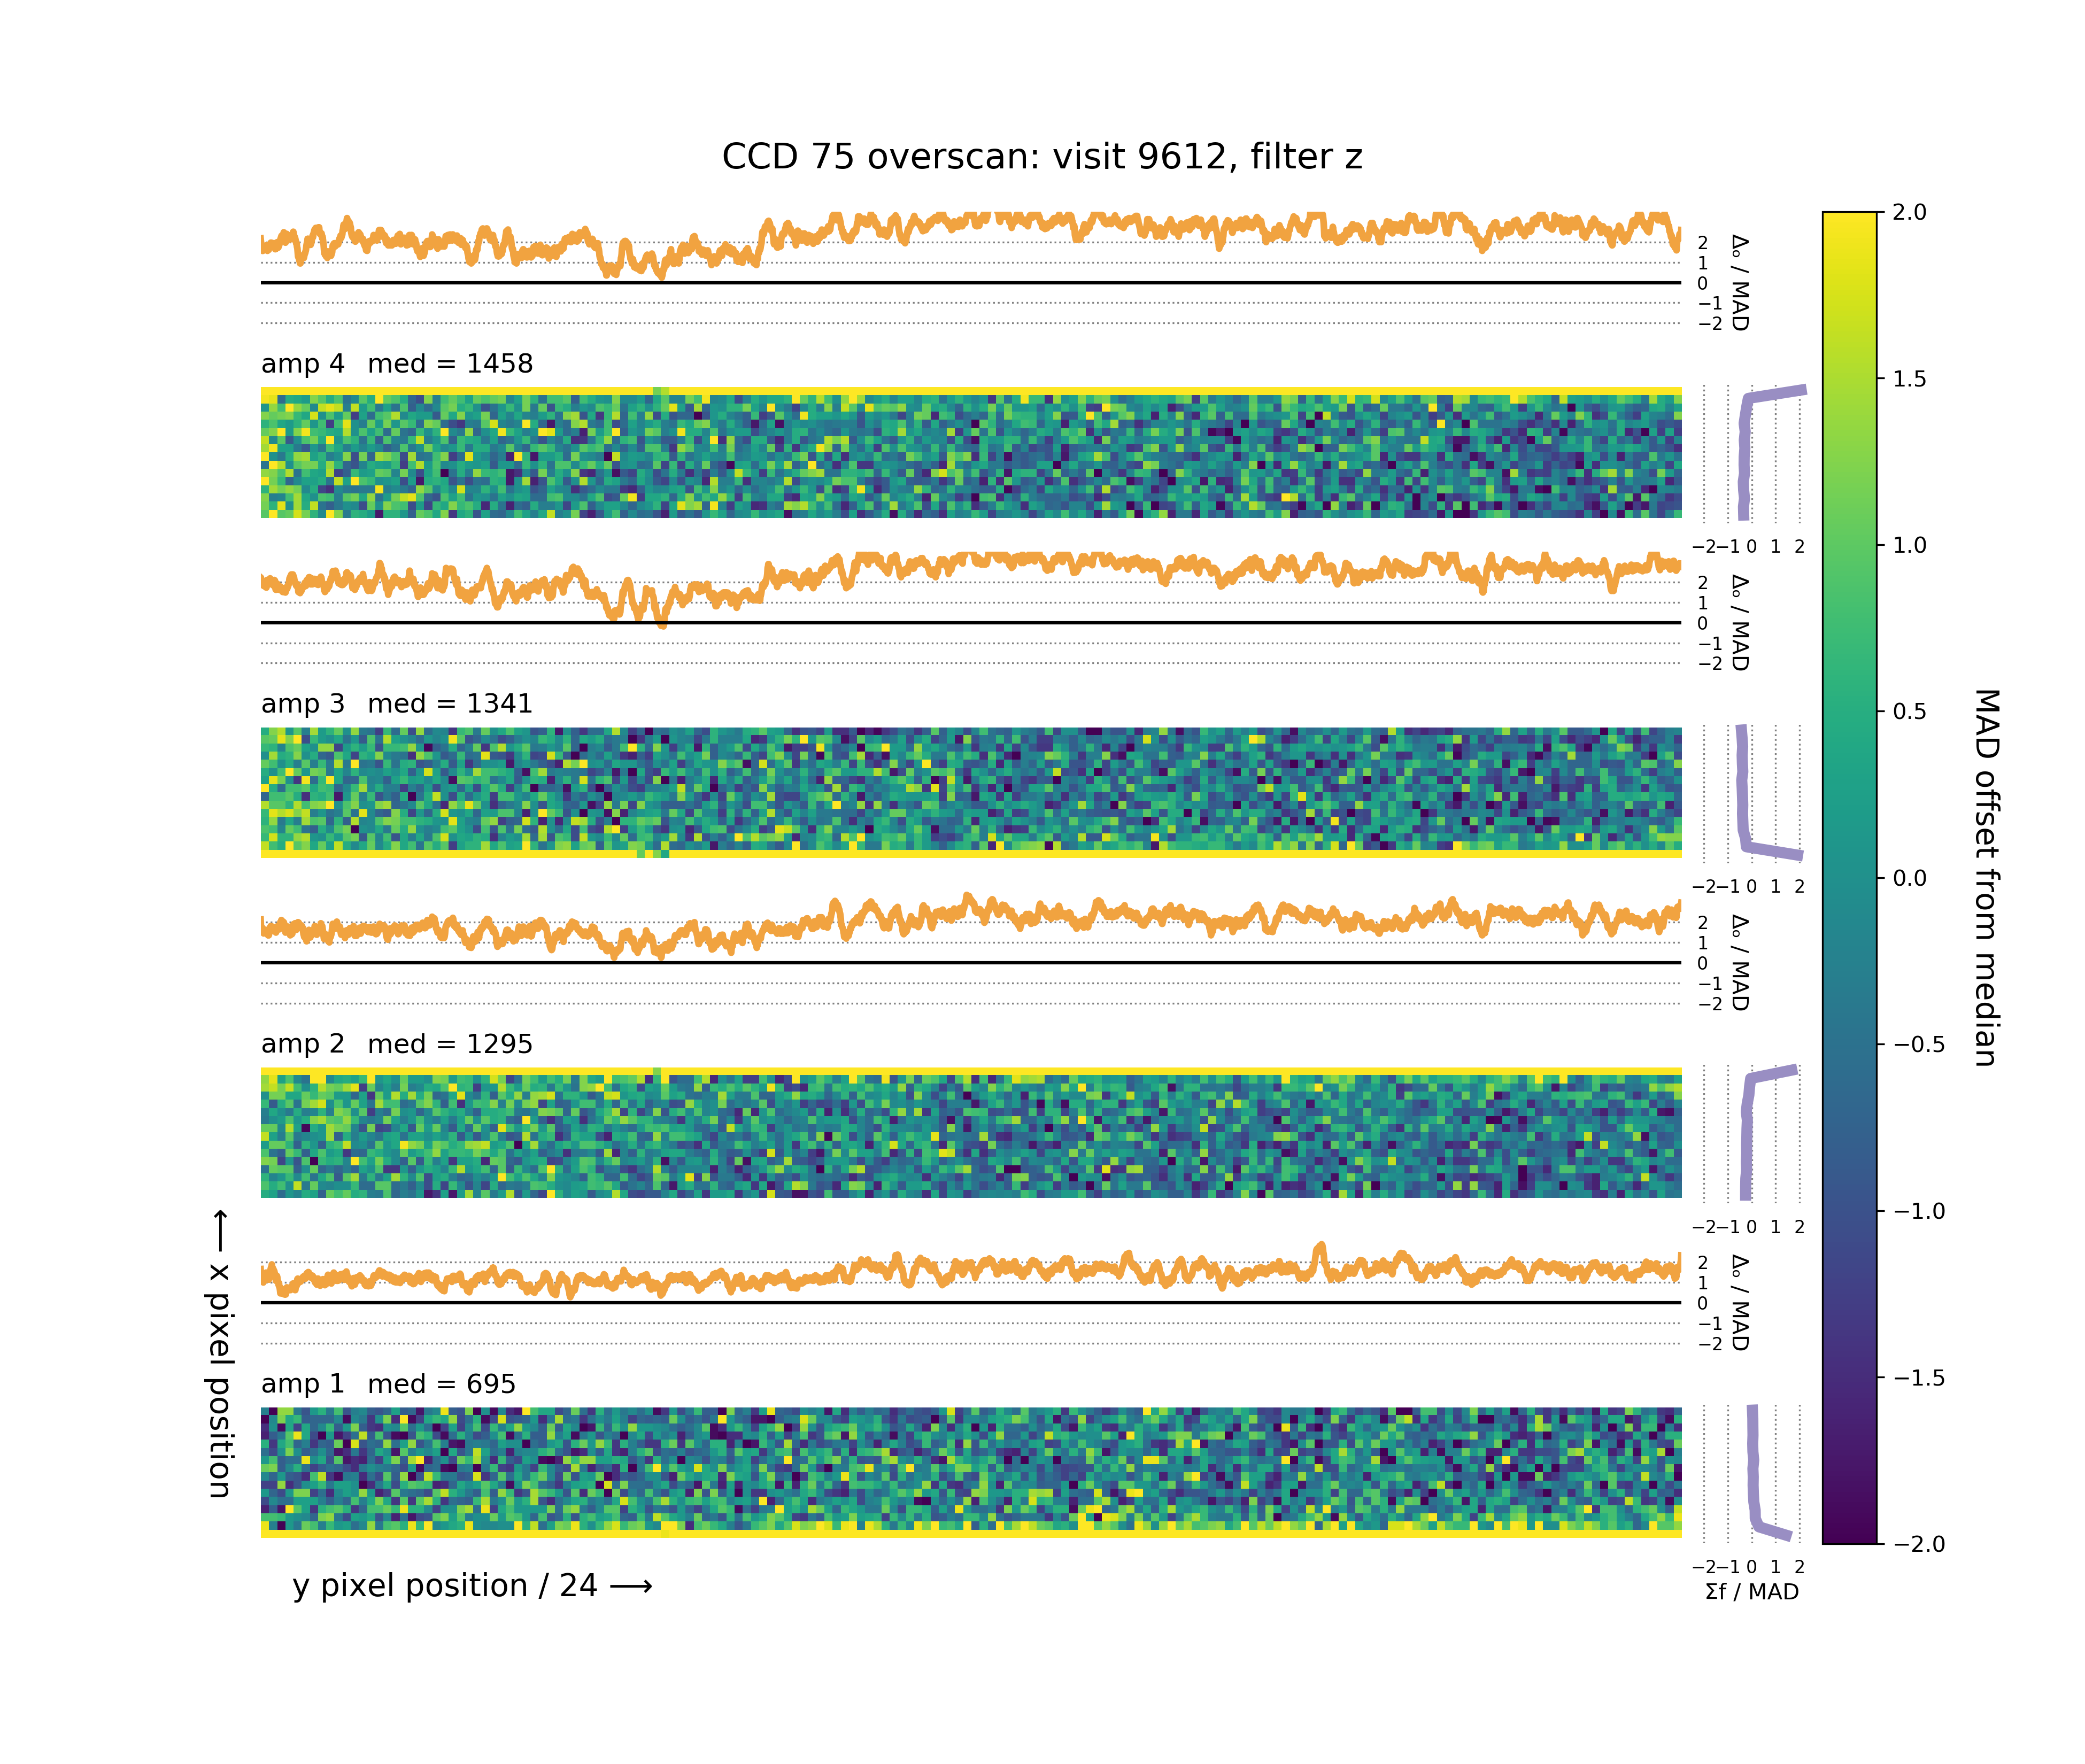 CCD 75 overscan: visit 9612, filter z
2
1
0
−1
−2
Δₒ / MAD
amp 4 med = 1458
−2 −1 0 1 2
2
1
0
−1
−2
Δₒ / MAD
amp 3 med = 1341
−2 −1 0 1 2
2
1
0
−1
−2
Δₒ / MAD
amp 2 med = 1295
−2 −1 0 1 2
2
1
0
−1
−2
Δₒ / MAD
amp 1 med = 695
−2 −1 0 1 2
Σf / MAD
y pixel position / 24 ⟶
⟵ x pixel position
2.0
1.5
1.0
0.5
0.0
−0.5
−1.0
−1.5
−2.0
MAD offset from median